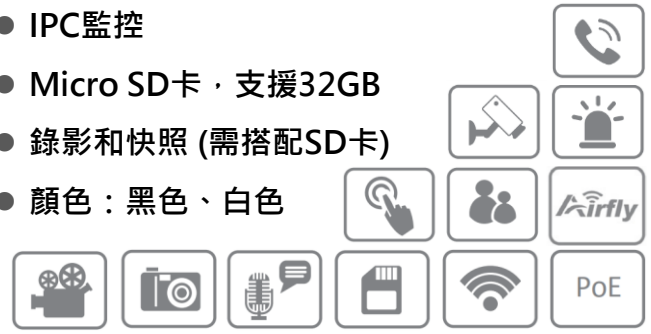 ● IPC監控
● Micro SD卡，支援32GB
● 錄影和快照 (需搭配SD卡)
● 顏色：黑色、白色
Airfly
PoE